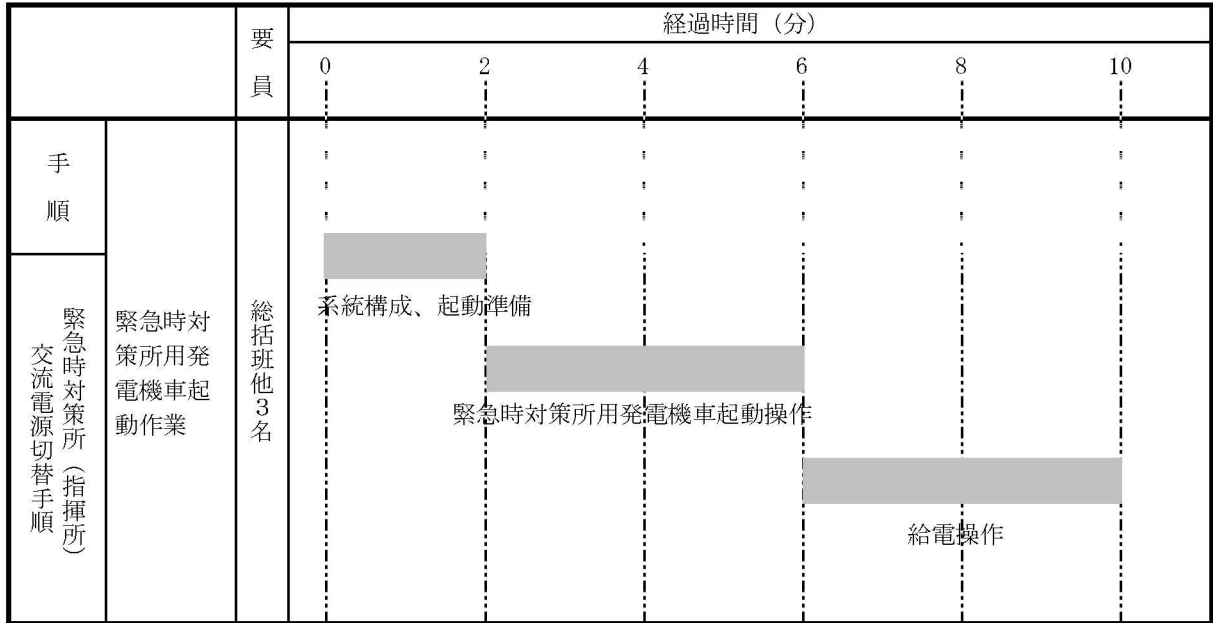 要員
経過時間（分）
0 2 4 6 8 10
手順
緊急時対策所（指揮所）
交流電源切替手順
緊急時対
策所用発
電機車起
動作業
総括班他３名
系統構成、起動準備
緊急時対策所用発電機車起動操作
給電操作